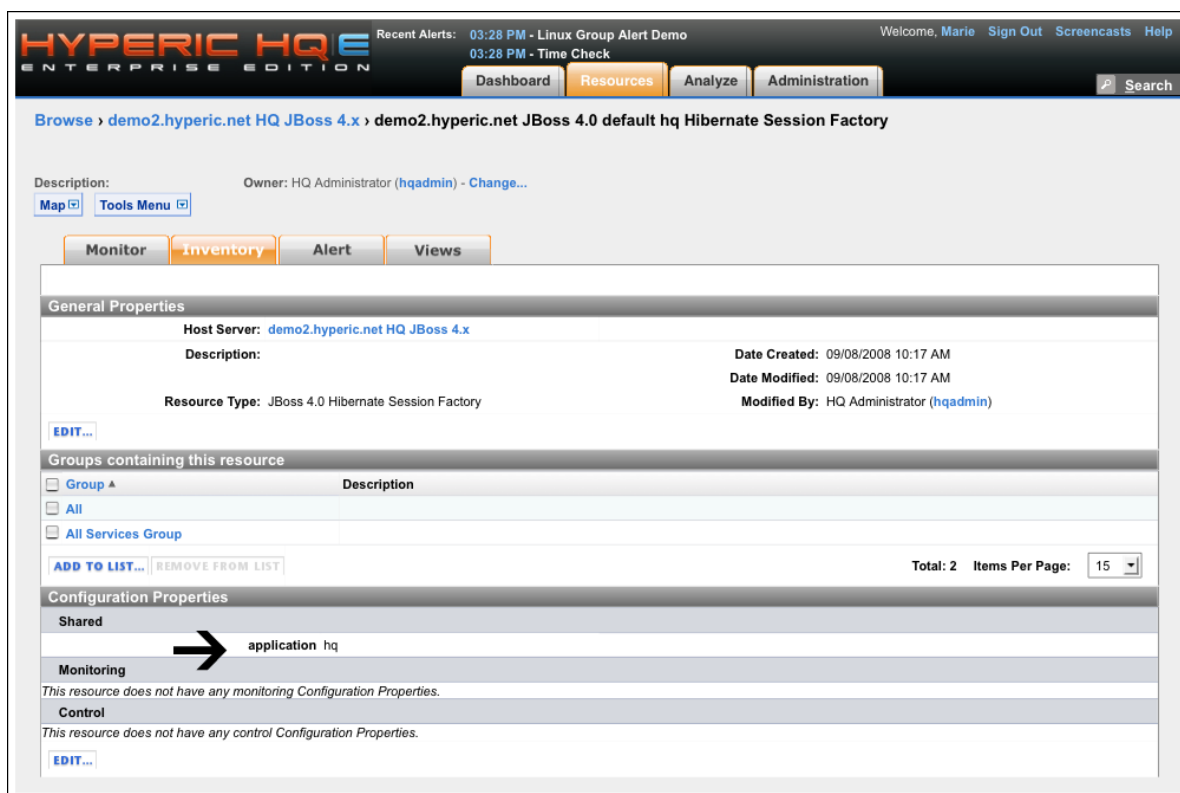 HYPERIC HQ|E
ENTERPRISE EDITION
Recent Alerts: 03:28 PM - Linux Group Alert Demo
03:28 PM - Time Check
Welcome, Marie Sign Out Screencasts Help
Dashboard Resources Analyze Administration
Search
Browse › demo2.hyperic.net HQ JBoss 4.x › demo2.hyperic.net JBoss 4.0 default hq Hibernate Session Factory
Description: Owner: HQ Administrator (hqadmin) - Change...
Map Tools Menu
Monitor Inventory Alert Views
General Properties
Host Server: demo2.hyperic.net HQ JBoss 4.x
Description: Date Created: 09/08/2008 10:17 AM
Date Modified: 09/08/2008 10:17 AM
Resource Type: JBoss 4.0 Hibernate Session Factory Modified By: HQ Administrator (hqadmin)
EDIT...
Groups containing this resource
Group Description
All
All Services Group
ADD TO LIST... REMOVE FROM LIST Total: 2 Items Per Page: 15
Configuration Properties
Shared
application hq
Monitoring
This resource does not have any monitoring Configuration Properties.
Control
This resource does not have any control Configuration Properties.
EDIT...